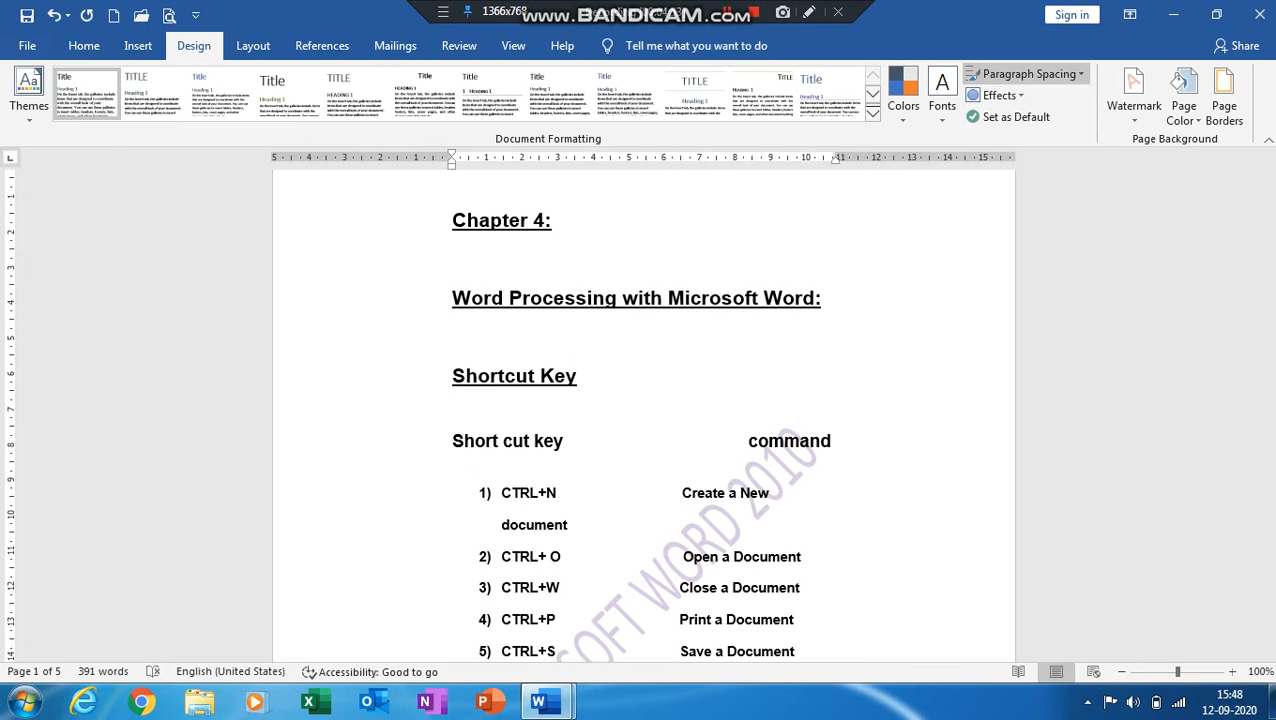 1366x768
www.BANDICAM.com
Sign in
File Home Insert Design Layout References Mailings Review View Help Tell me what you want to do Share
Themes
Colors
Fonts
Paragraph Spacing
Effects
Set as Default
Watermark
Page Color
Page Borders
Document Formatting
Page Background
Chapter 4:
Word Processing with Microsoft Word:
Shortcut Key
Short cut key command
1) CTRL+N Create a New
document
2) CTRL+ O Open a Document
3) CTRL+W Close a Document
4) CTRL+P Print a Document
5) CTRL+S Save a Document
SOFT WORD 2010
Page 1 of 5 391 words English (United States) Accessibility: Good to go 100%
15:48
12-09-2020